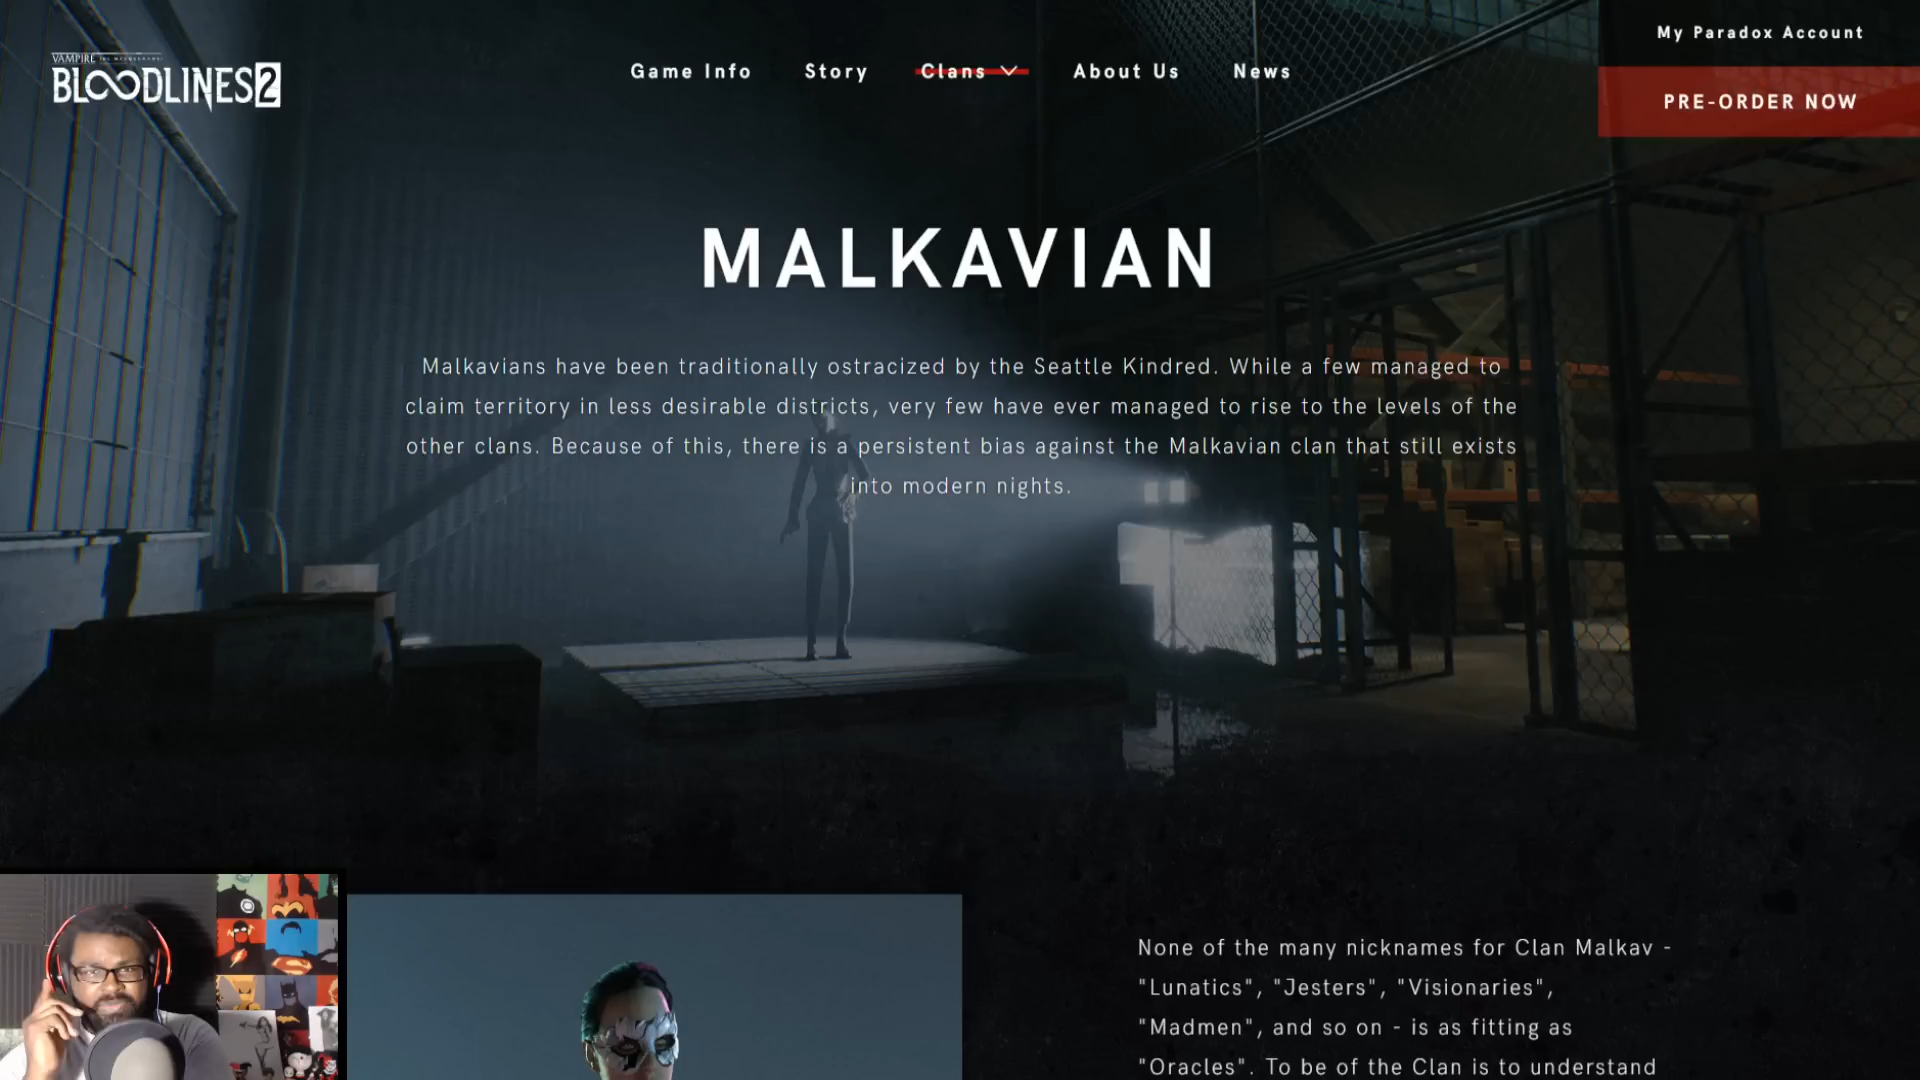 My Paradox Account
VAMPIRE THE MASQUERADE
BLOODLINES 2
Game Info Story Clans About Us News
PRE-ORDER NOW
MALKAVIAN
Malkavians have been traditionally ostracized by the Seattle Kindred. While a few managed to
claim territory in less desirable districts, very few have ever managed to rise to the levels of the
other clans. Because of this, there is a persistent bias against the Malkavian clan that still exists
into modern nights.
None of the many nicknames for Clan Malkav -
"Lunatics", "Jesters", "Visionaries",
"Madmen", and so on - is as fitting as
"Oracles". To be of the Clan is to understand